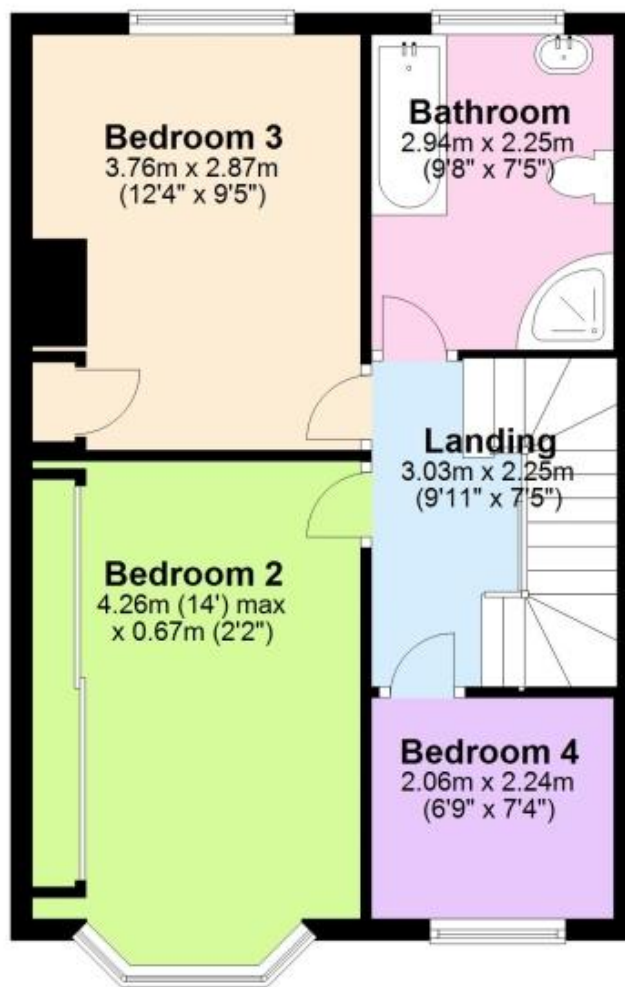 Bedroom 3
3.76m x 2.87m
(12'4" x 9'5")
Bathroom
2.94m x 2.25m
(9'8" x 7'5")
Landing
3.03m x 2.25m
(9'11" x 7'5")
Bedroom 2
4.26m (14') max
x 0.67m (2'2")
Bedroom 4
2.06m x 2.24m
(6'9" x 7'4")